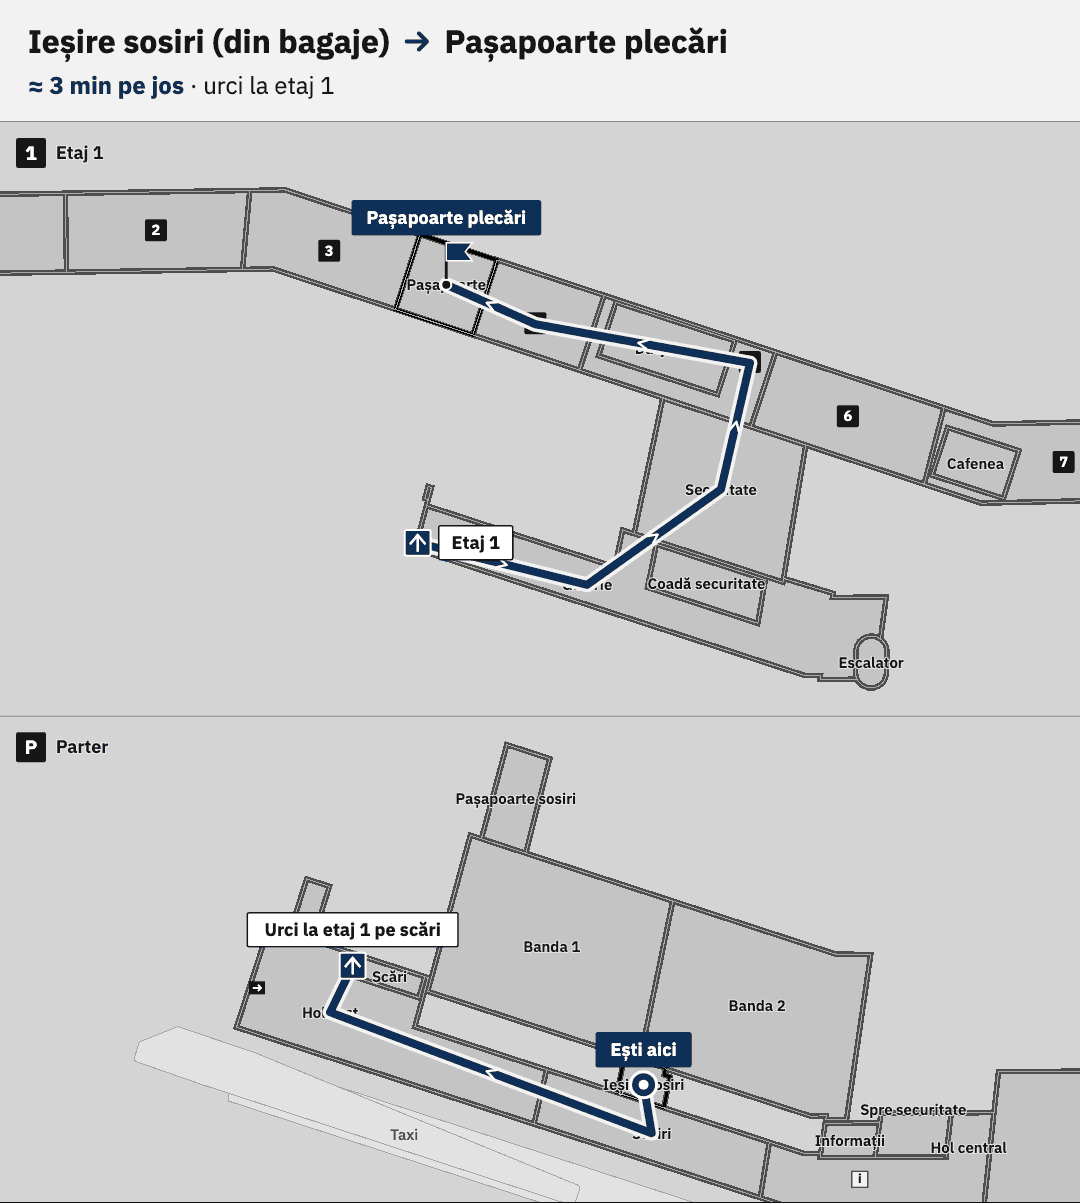 Ieșire sosiri (din bagaje) → Pașapoarte plecări
≈ 3 min pe jos · urci la etaj 1
1 Etaj 1
Pașapoarte plecări
2
3
6
Cafenea
7
Etaj 1
Coadă securitate
Escalator
P Parter
Pașapoarte sosiri
Urci la etaj 1 pe scări
Scări
Banda 1
Banda 2
Ești aici
Taxi
Spre securitate
Informații
Hol central
i